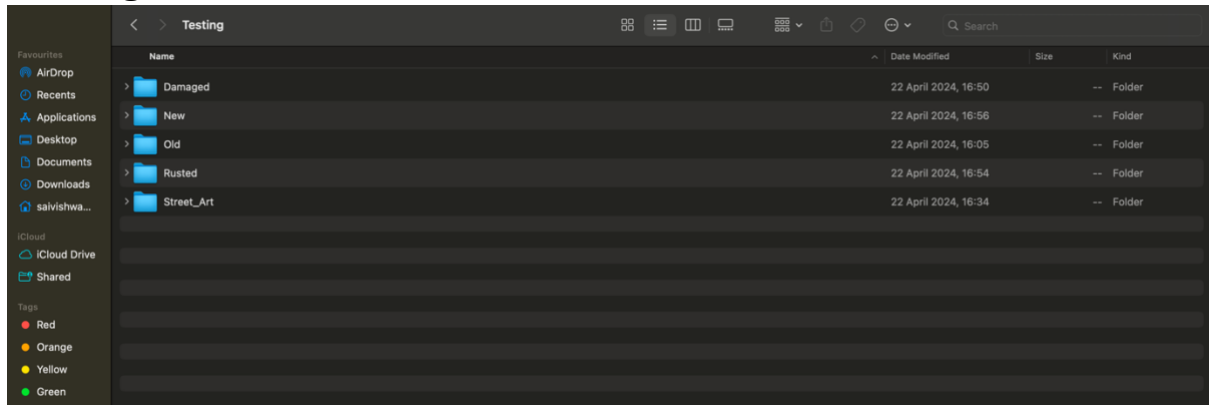 Testing
Search
Favourites
AirDrop
Recents
Applications
Desktop
Documents
Downloads
saivishwa...
iCloud
iCloud Drive
Shared
Tags
Red
Orange
Yellow
Green
Name Date Modified Size Kind
Damaged 22 April 2024, 16:50 -- Folder
New 22 April 2024, 16:56 -- Folder
Old 22 April 2024, 16:05 -- Folder
Rusted 22 April 2024, 16:54 -- Folder
Street_Art 22 April 2024, 16:34 -- Folder